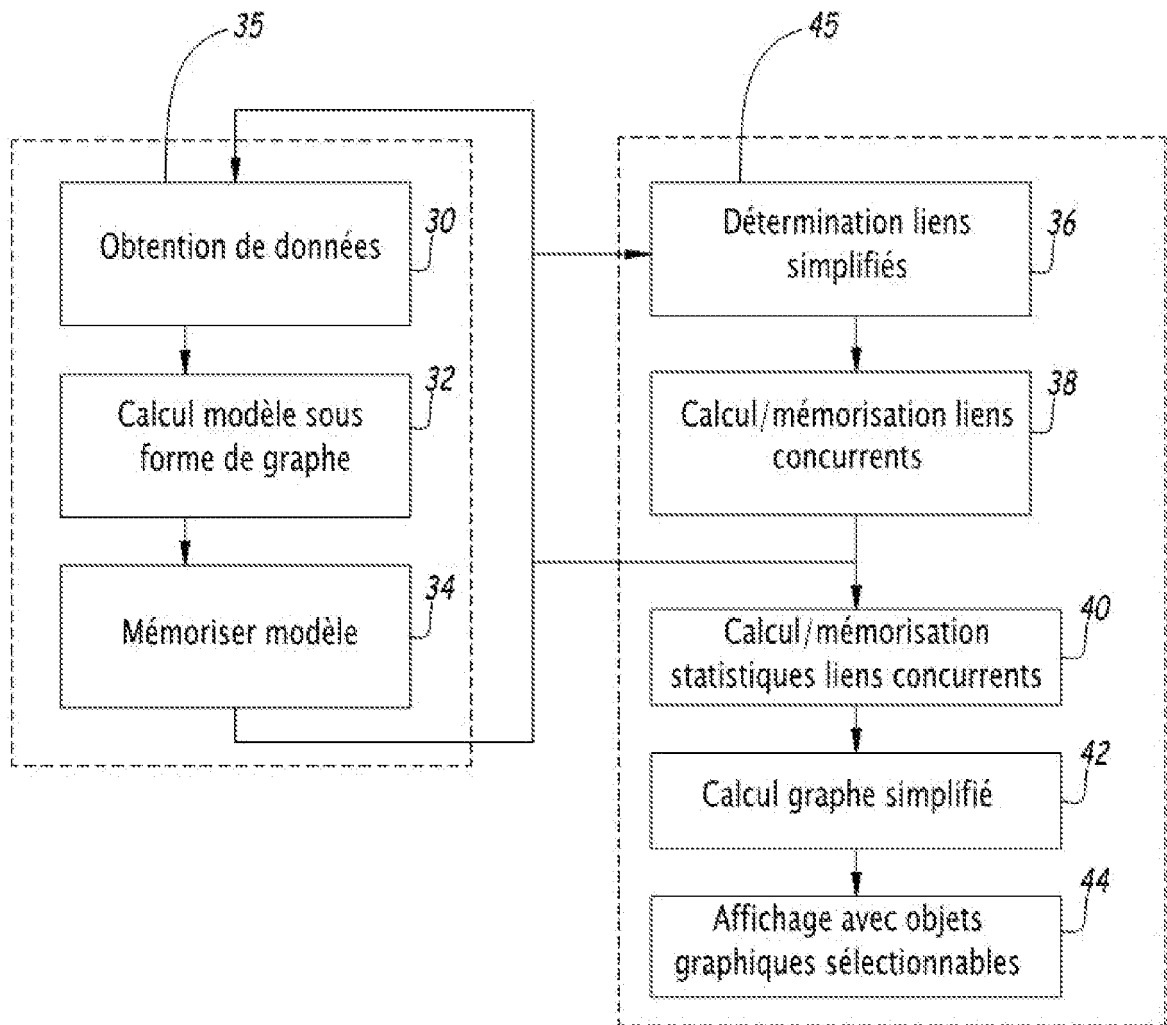 35
45
Obtention de données
30
Calcul modèle sous
forme de graphe
32
Mémoriser modèle
34
Détermination liens
simplifiés
36
Calcul/mémorisation liens
concurrents
38
Calcul/mémorisation
statistiques liens concurrents
40
Calcul graphe simplifié
42
Affichage avec objets
graphiques sélectionnables
44